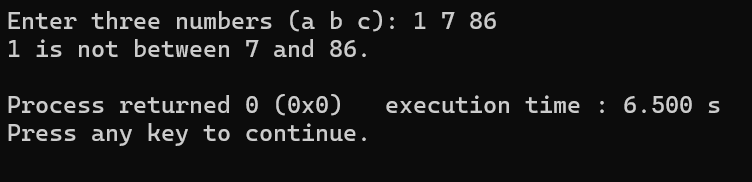 Enter three numbers (a b c): 1 7 86
1 is not between 7 and 86.
Process returned 0 (0x0)   execution time : 6.500 s
Press any key to continue.